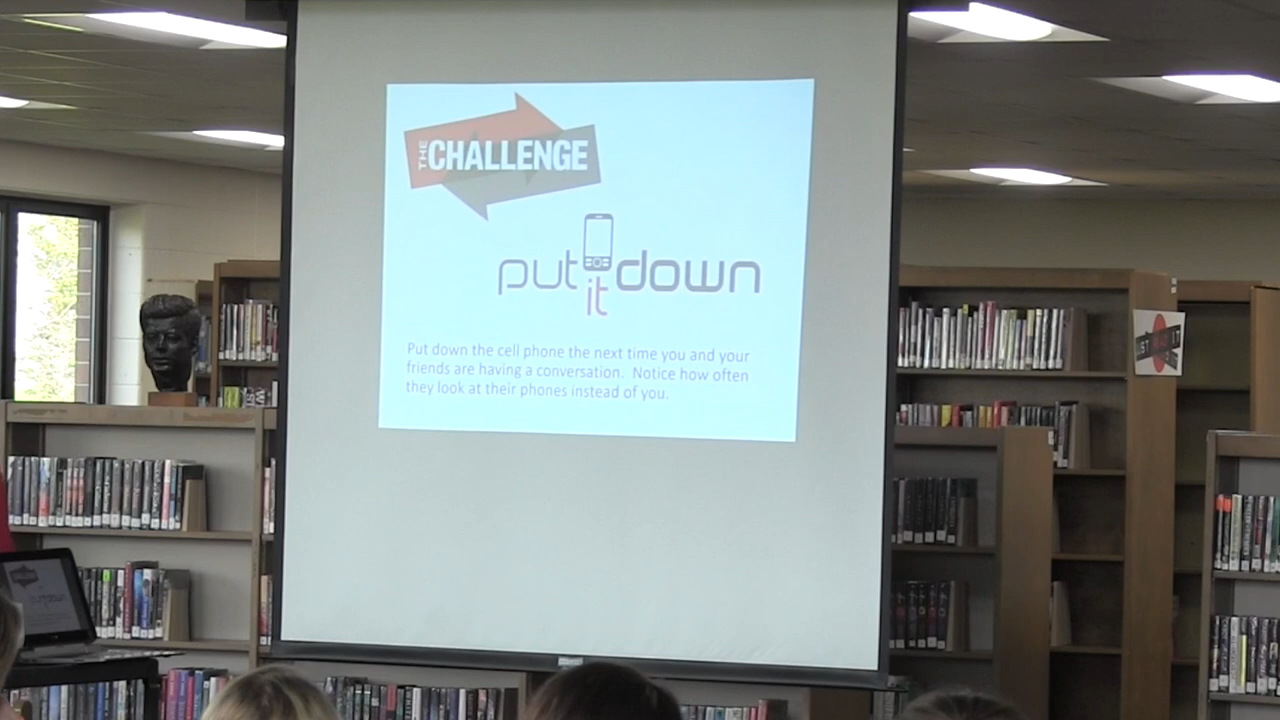 THE CHALLENGE
put it down
Put down the cell phone the next time you and your
friends are having a conversation. Notice how often
they look at their phones instead of you.